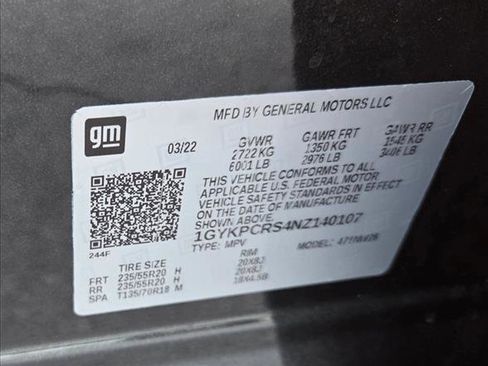 MFD BY GENERAL MOTORS LLC
gm
03/22
GVWR GAWR FRT GAWR RR
2722 KG 1350 KG 1545 KG
6001 LB 2976 LB 3406 LB
THIS VEHICLE CONFORMS TO ALL
APPLICABLE U.S. FEDERAL MOTOR
VEHICLE SAFETY STANDARDS IN EFFECT
ON THE DATE OF MANUFACTURE
SHOWN ABOVE.
1GYKPCRS4NZ140107
TYPE: MPV MODEL:
244F
TIRE SIZE RIM
FRT 235/55R20 H 20X8J
RR 235/55R20 H 20X8J
SPA T135/70R18 M 18X4.5B